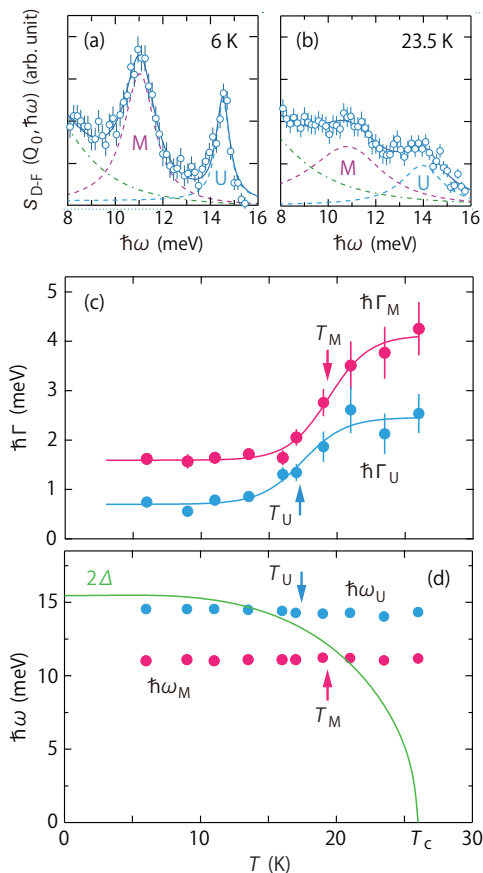 (a) 6 K
(b) 23.5 K
S_D-F (Q_0, ħω) (arb. unit)
M
U
M
U
8 10 12 14 16
8 10 12 14 16
ħω (meV)
ħω (meV)
(c)
ħΓ_M
T_M
ħΓ_U
T_U
5
4
3
2
1
0
ħΓ (meV)
(d)
2Δ
T_U
ħω_U
ħω_M
T_M
20
15
10
5
0
ħω (meV)
0 10 20 T_c 30
T (K)